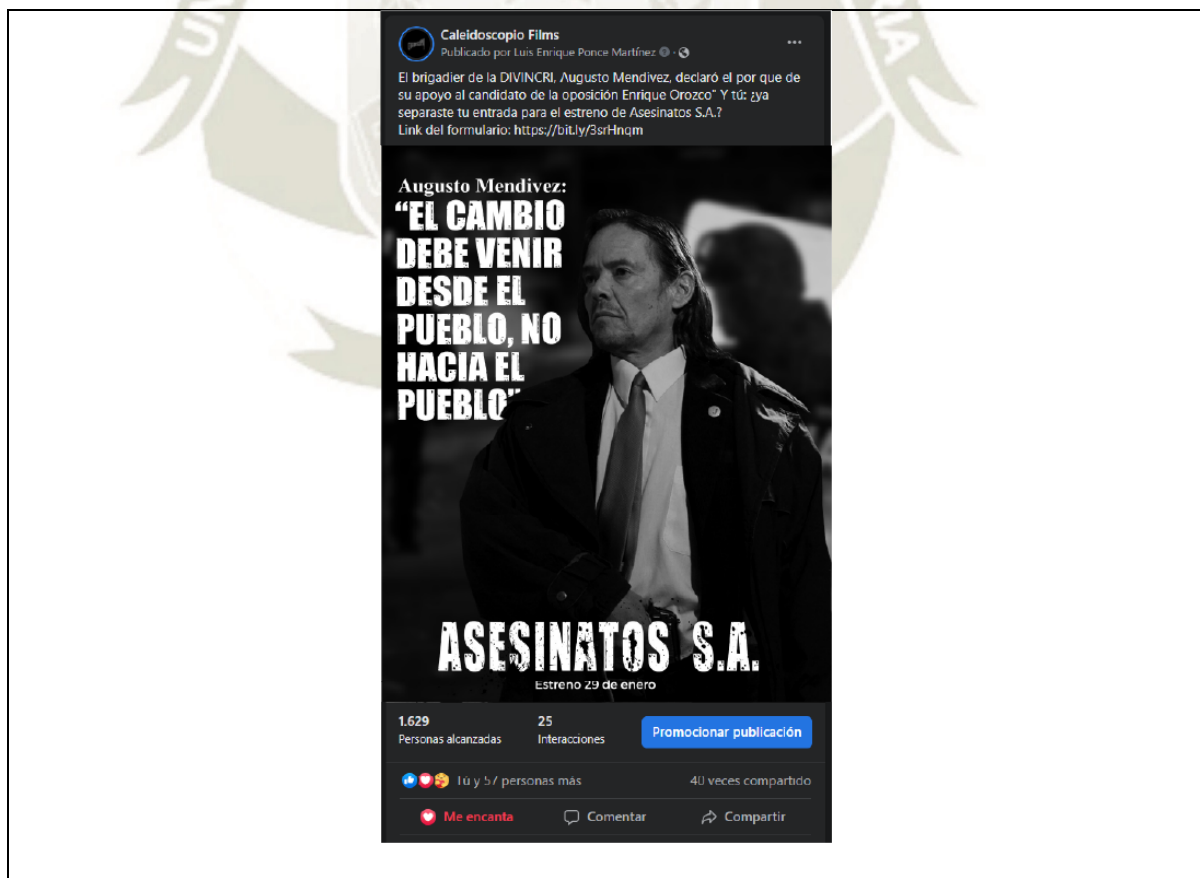 Caleidoscopio Films
Publicado por Luis Enrique Ponce Martínez
El brigadier de la DIVINCRI, Augusto Mendivez, declaró el por que de
su apoyo al candidato de la oposición Enrique Orozco" Y tú: ¿ya
separaste tu entrada para el estreno de Asesinatos S.A.?
Link del formulario: https://bit.ly/3srHnqm
Augusto Mendivez:
“EL CAMBIO
DEBE VENIR
DESDE EL
PUEBLO, NO
HACIA EL
PUEBLO”
ASESINATOS S.A.
Estreno 29 de enero
1.629
Personas alcanzadas
25
Interacciones
Promocionar publicación
Tú y 57 personas más
40 veces compartido
Me encanta
Comentar
Compartir